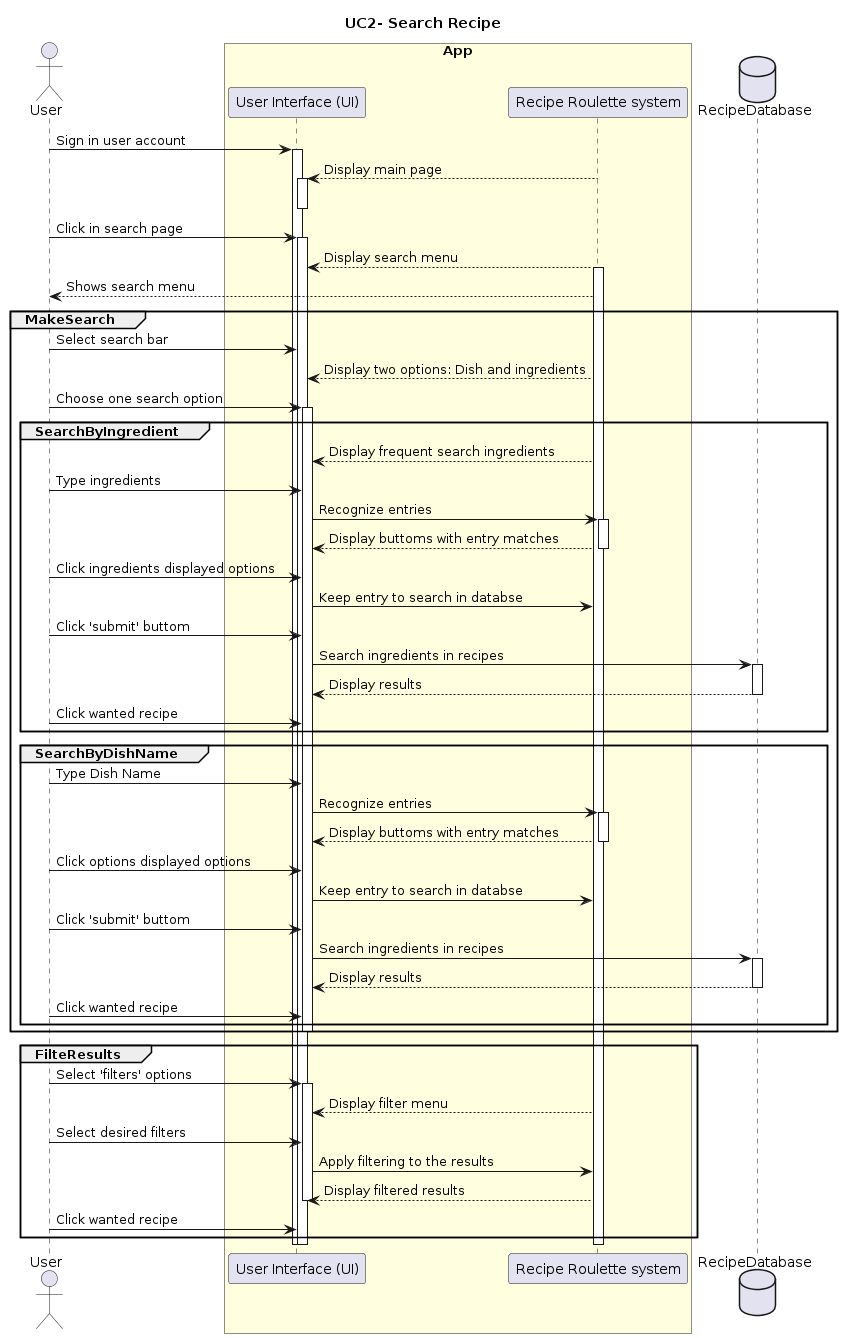 UC2- Search Recipe
App
User
User Interface (UI)
Recipe Roulette system
RecipeDatabase
Sign in user account
Display main page
Click in search page
Display search menu
Shows search menu
MakeSearch
Select search bar
Display two options: Dish and ingredients
Choose one search option
SearchByIngredient
Display frequent search ingredients
Type ingredients
Recognize entries
Display buttoms with entry matches
Click ingredients displayed options
Keep entry to search in databse
Click 'submit' buttom
Search ingredients in recipes
Display results
Click wanted recipe
SearchByDishName
Type Dish Name
Recognize entries
Display buttoms with entry matches
Click options displayed options
Keep entry to search in databse
Click 'submit' buttom
Search ingredients in recipes
Display results
Click wanted recipe
FilteResults
Select 'filters' options
Display filter menu
Select desired filters
Apply filtering to the results
Display filtered results
Click wanted recipe
User
User Interface (UI)
Recipe Roulette system
RecipeDatabase